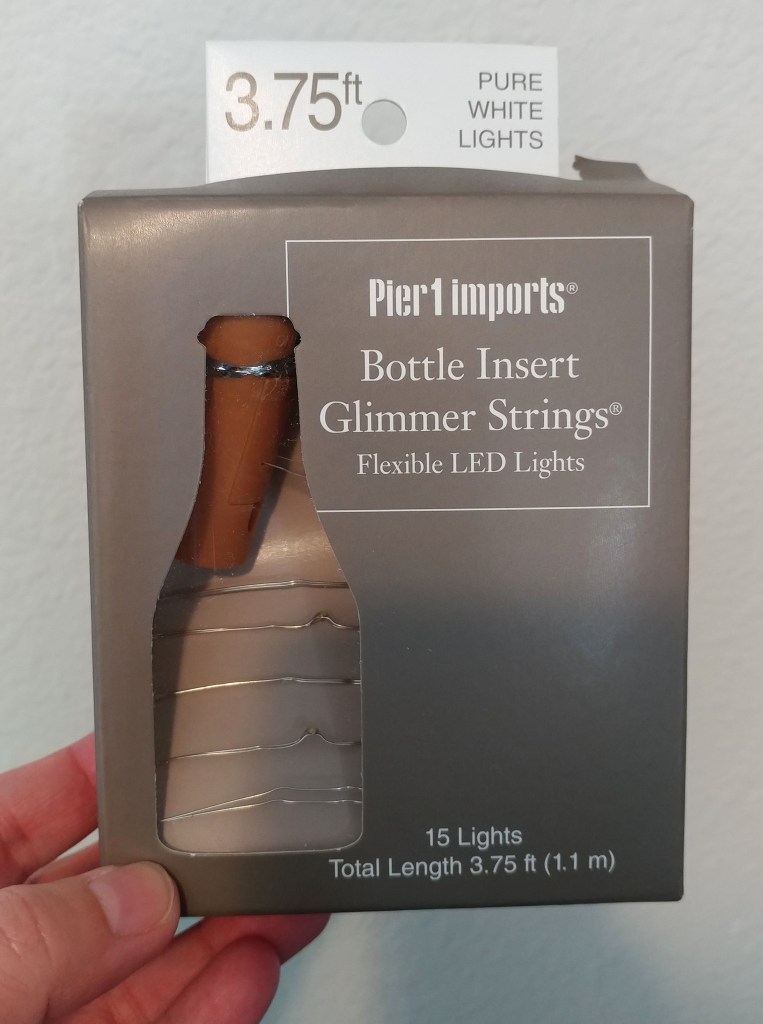 3.75ft
PURE
WHITE
LIGHTS
Pier1 imports®
Bottle Insert
Glimmer Strings®
Flexible LED Lights
15 Lights
Total Length 3.75 ft (1.1 m)